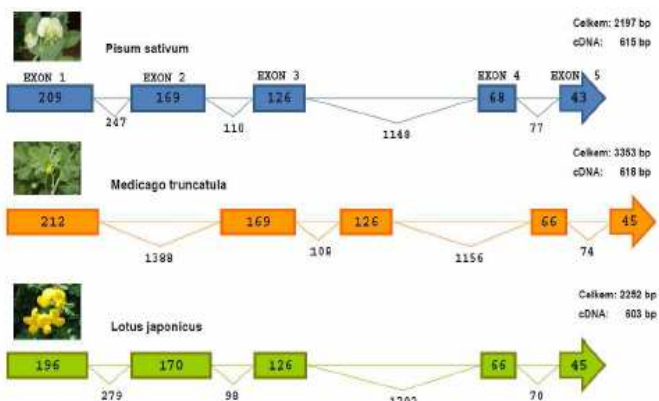 Celkem: 2197 bp
cDNA: 615 bp
Pisum sativum
EXON 1 EXON 2 EXON 3 EXON 4 EXON 5
209 169 126 68 43
247 110 1148 77
Celkem: 3353 bp
cDNA: 618 bp
Medicago truncatula
212 169 126 66 45
1388 109 1156 74
Celkem: 2252 bp
cDNA: 603 bp
Lotus japonicus
196 170 126 66 45
279 98 70